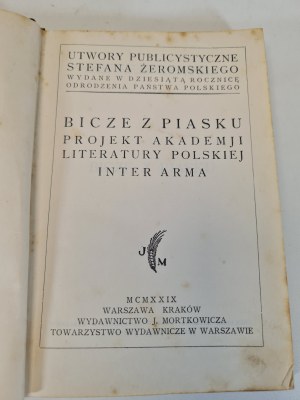 UTWORY PUBLICYSTYCZNE
STEFANA ŻEROMSKIEGO
WYDANE W DZIESIĄTĄ ROCZNICĘ
ODRODZENIA PAŃSTWA POLSKIEGO
BICZE Z PIASKU
PROJEKT AKADEMJI
LITERATURY POLSKIEJ
INTER ARMA
J M
MCMXXIX
WARSZAWA KRAKÓW
WYDAWNICTWO J. MORTKOWICZA
TOWARZYSTWO WYDAWNICZE W WARSZAWIE